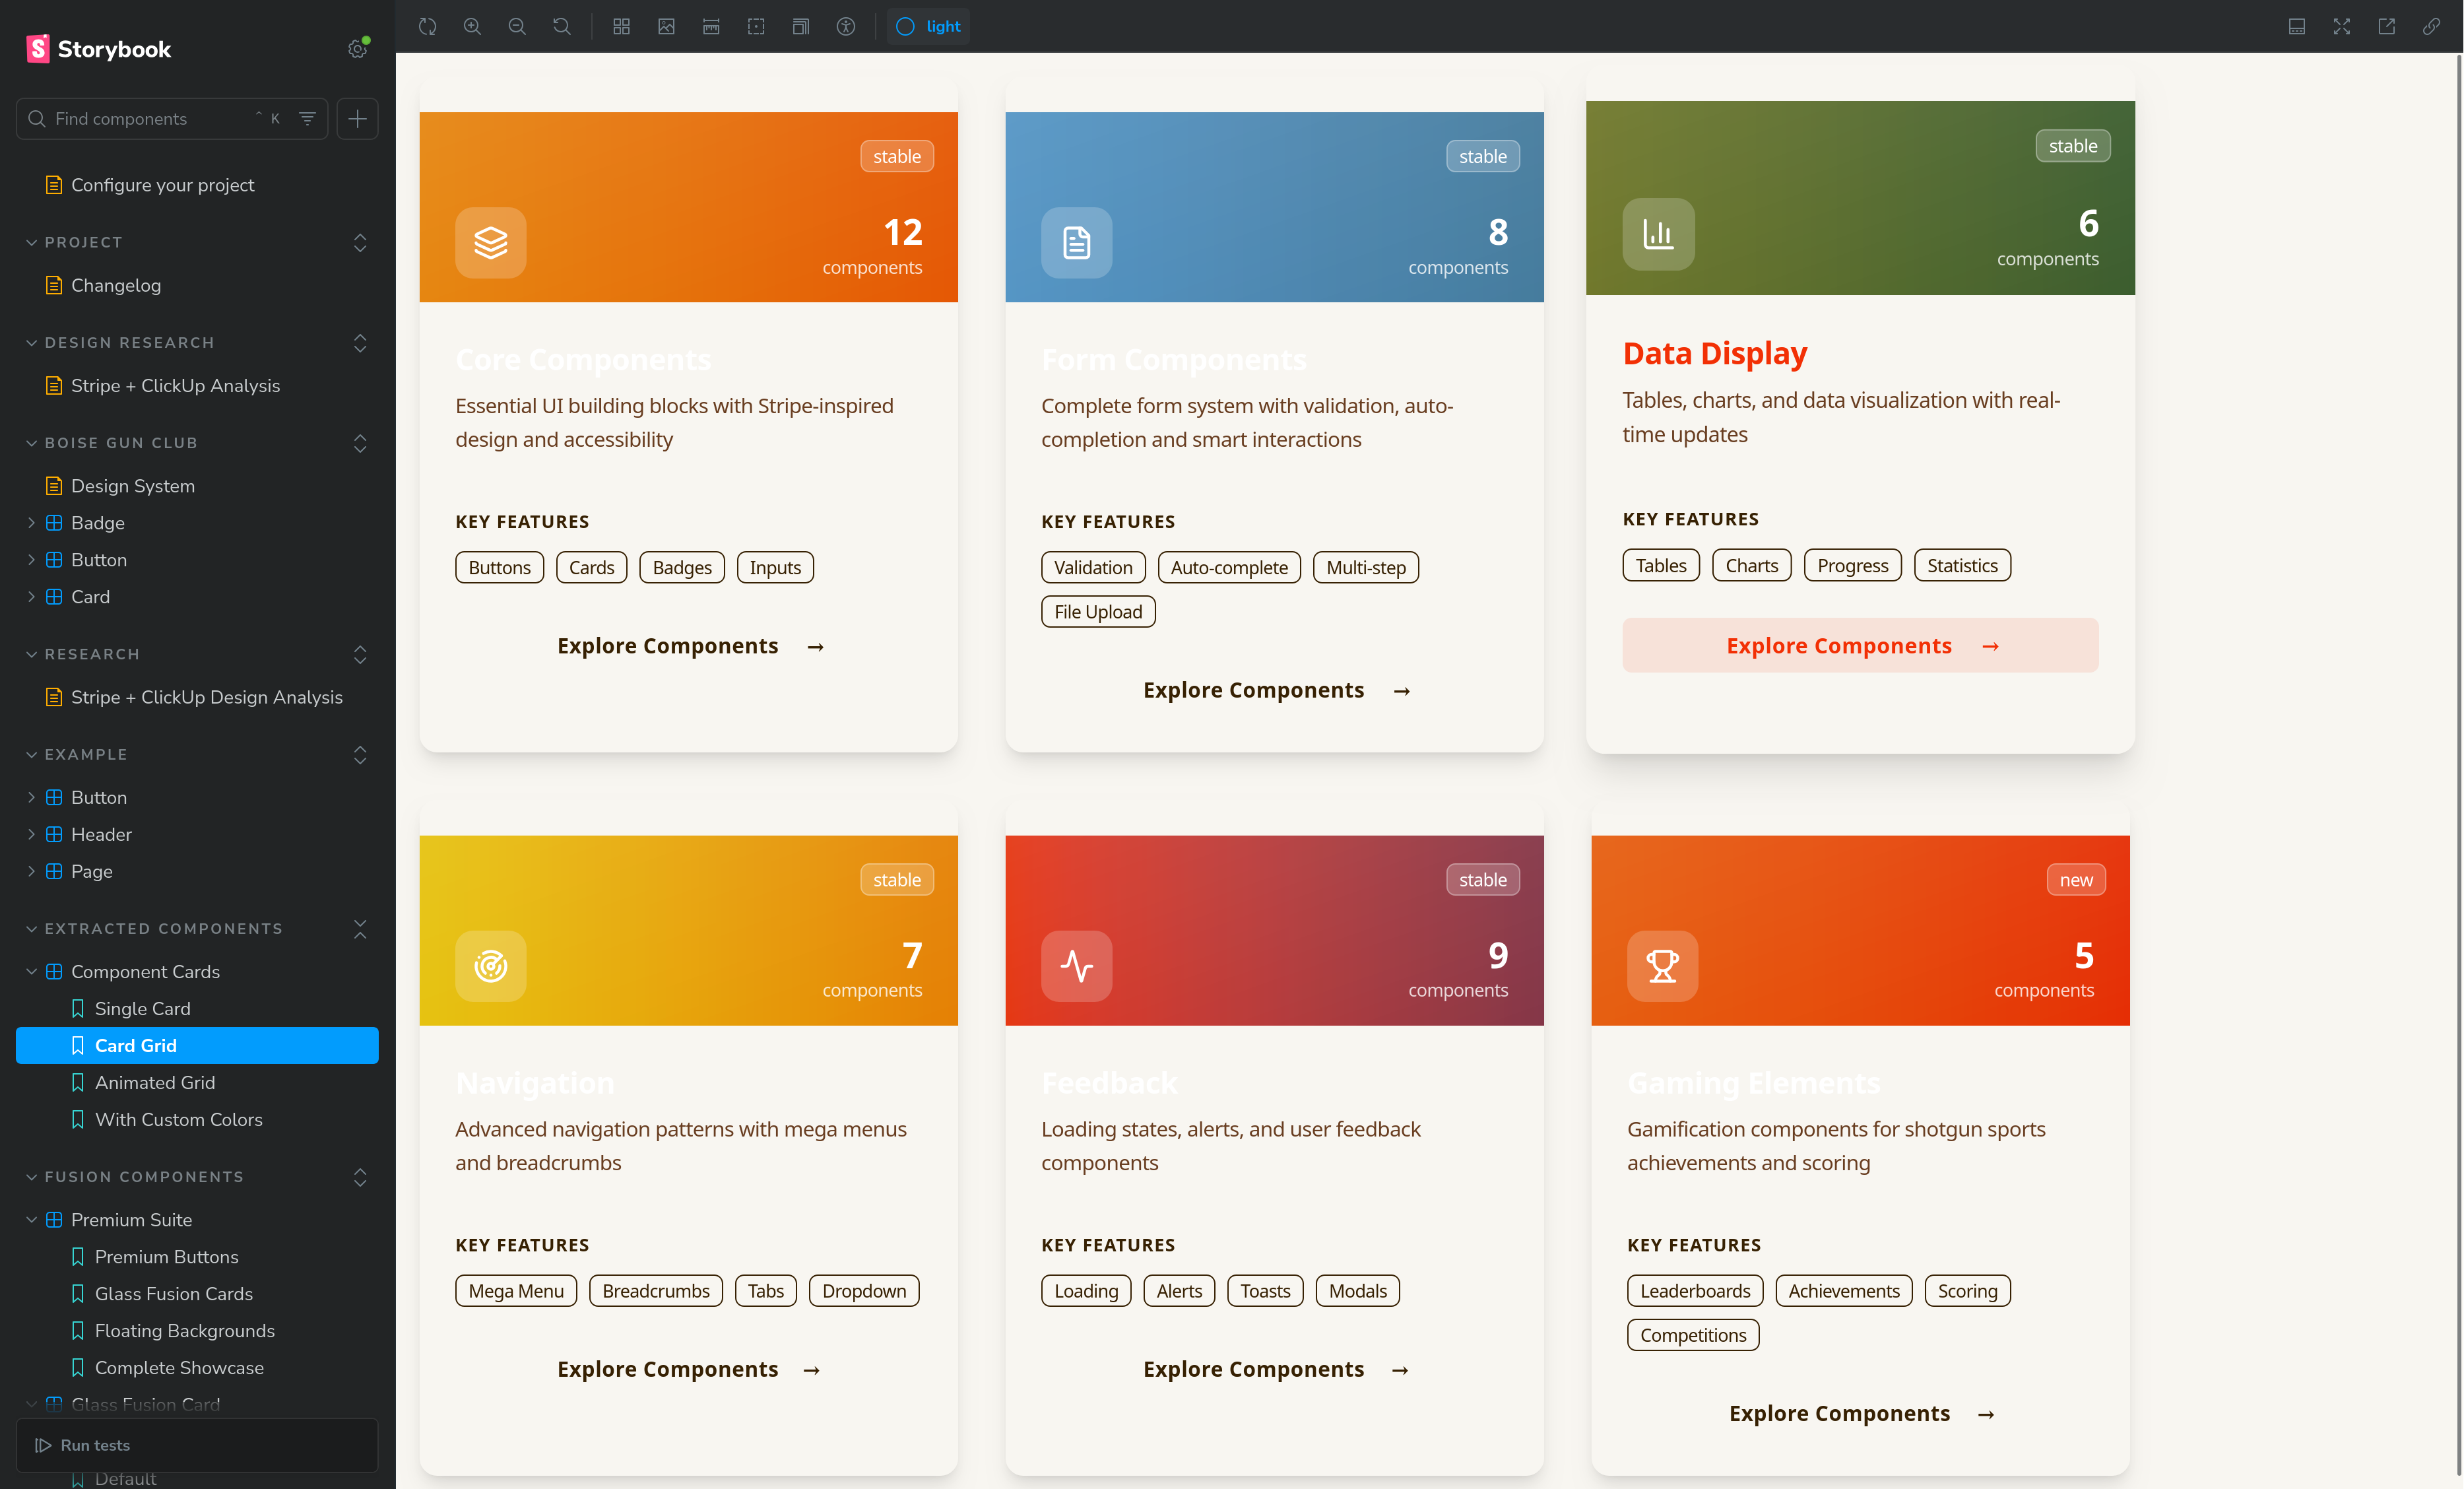 Storybook
Find components
⌃ K
Configure your project
PROJECT
Changelog
DESIGN RESEARCH
Stripe + ClickUp Analysis
BOISE GUN CLUB
Design System
Badge
Button
Card
RESEARCH
Stripe + ClickUp Design Analysis
EXAMPLE
Button
Header
Page
EXTRACTED COMPONENTS
Component Cards
Single Card
Card Grid
Animated Grid
With Custom Colors
FUSION COMPONENTS
Premium Suite
Premium Buttons
Glass Fusion Cards
Floating Backgrounds
Complete Showcase
Glass Fusion Card
Run tests
Default
light
stable
12
components
Core Components
Essential UI building blocks with Stripe-inspired
design and accessibility
KEY FEATURES
Buttons Cards Badges Inputs
Explore Components →
stable
8
components
Form Components
Complete form system with validation, auto-
completion and smart interactions
KEY FEATURES
Validation Auto-complete Multi-step
File Upload
Explore Components →
stable
6
components
Data Display
Tables, charts, and data visualization with real-
time updates
KEY FEATURES
Tables Charts Progress Statistics
Explore Components →
stable
7
components
Navigation
Advanced navigation patterns with mega menus
and breadcrumbs
KEY FEATURES
Mega Menu Breadcrumbs Tabs Dropdown
Explore Components →
stable
9
components
Feedback
Loading states, alerts, and user feedback
components
KEY FEATURES
Loading Alerts Toasts Modals
Explore Components →
new
5
components
Gaming Elements
Gamification components for shotgun sports
achievements and scoring
KEY FEATURES
Leaderboards Achievements Scoring
Competitions
Explore Components →